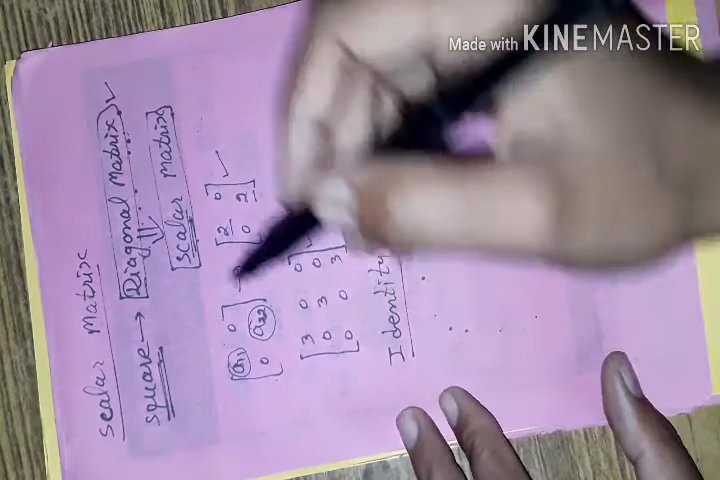 Made with KINEMASTER
Scalar Matrix
Square → Diagonal Matrix ✓
⇓
Scalar Matrix
[a11 0
0 a22]
[2 0
0 2] ✓
[3 0 0
0 3 0
0 0 3]
Identity